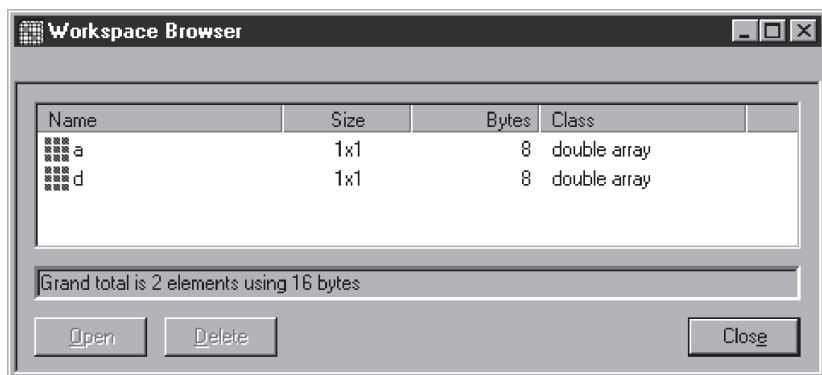 Workspace Browser
Name Size Bytes Class
a 1x1 8 double array
d 1x1 8 double array
Grand total is 2 elements using 16 bytes
Open Delete Close